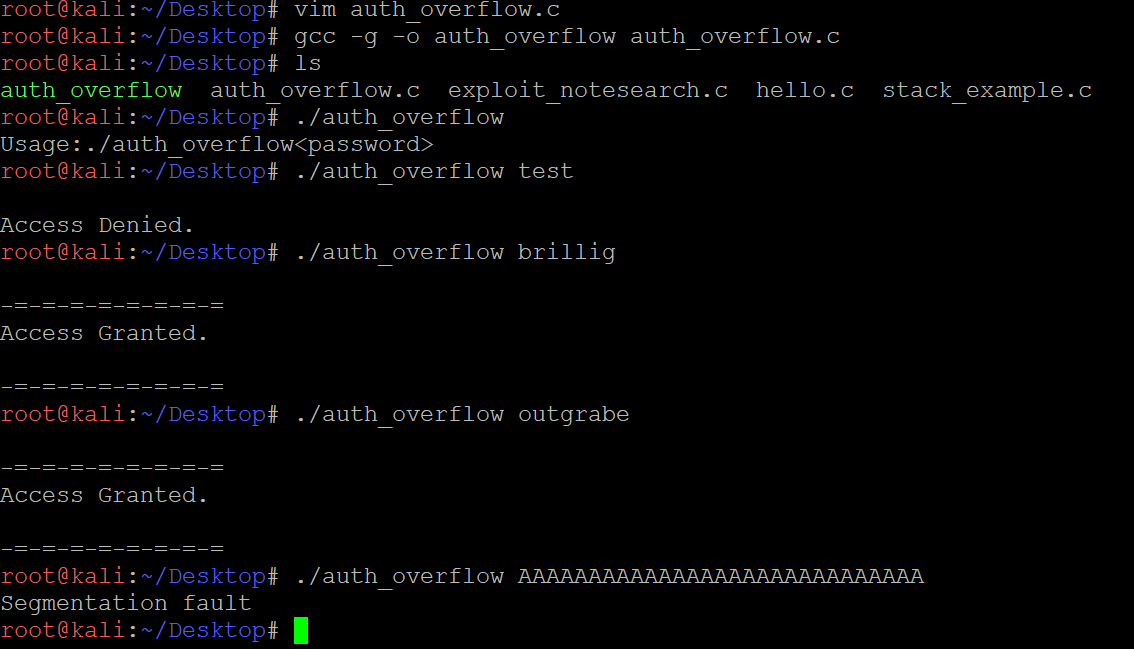 root@kali:~/Desktop# vim auth_overflow.c
root@kali:~/Desktop# gcc -g -o auth_overflow auth_overflow.c
root@kali:~/Desktop# ls
auth_overflow  auth_overflow.c  exploit_notesearch.c  hello.c  stack_example.c
root@kali:~/Desktop# ./auth_overflow
Usage:./auth_overflow<password>
root@kali:~/Desktop# ./auth_overflow test
Access Denied.
root@kali:~/Desktop# ./auth_overflow brillig
-=-=-=-=-=-=-=-=
Access Granted.
-=-=-=-=-=-=-=-=
root@kali:~/Desktop# ./auth_overflow outgrabe
-=-=-=-=-=-=-=-=
Access Granted.
-=-=-=-=-=-=-=-=
root@kali:~/Desktop# ./auth_overflow AAAAAAAAAAAAAAAAAAAAAAAAAAAAA
Segmentation fault
root@kali:~/Desktop#